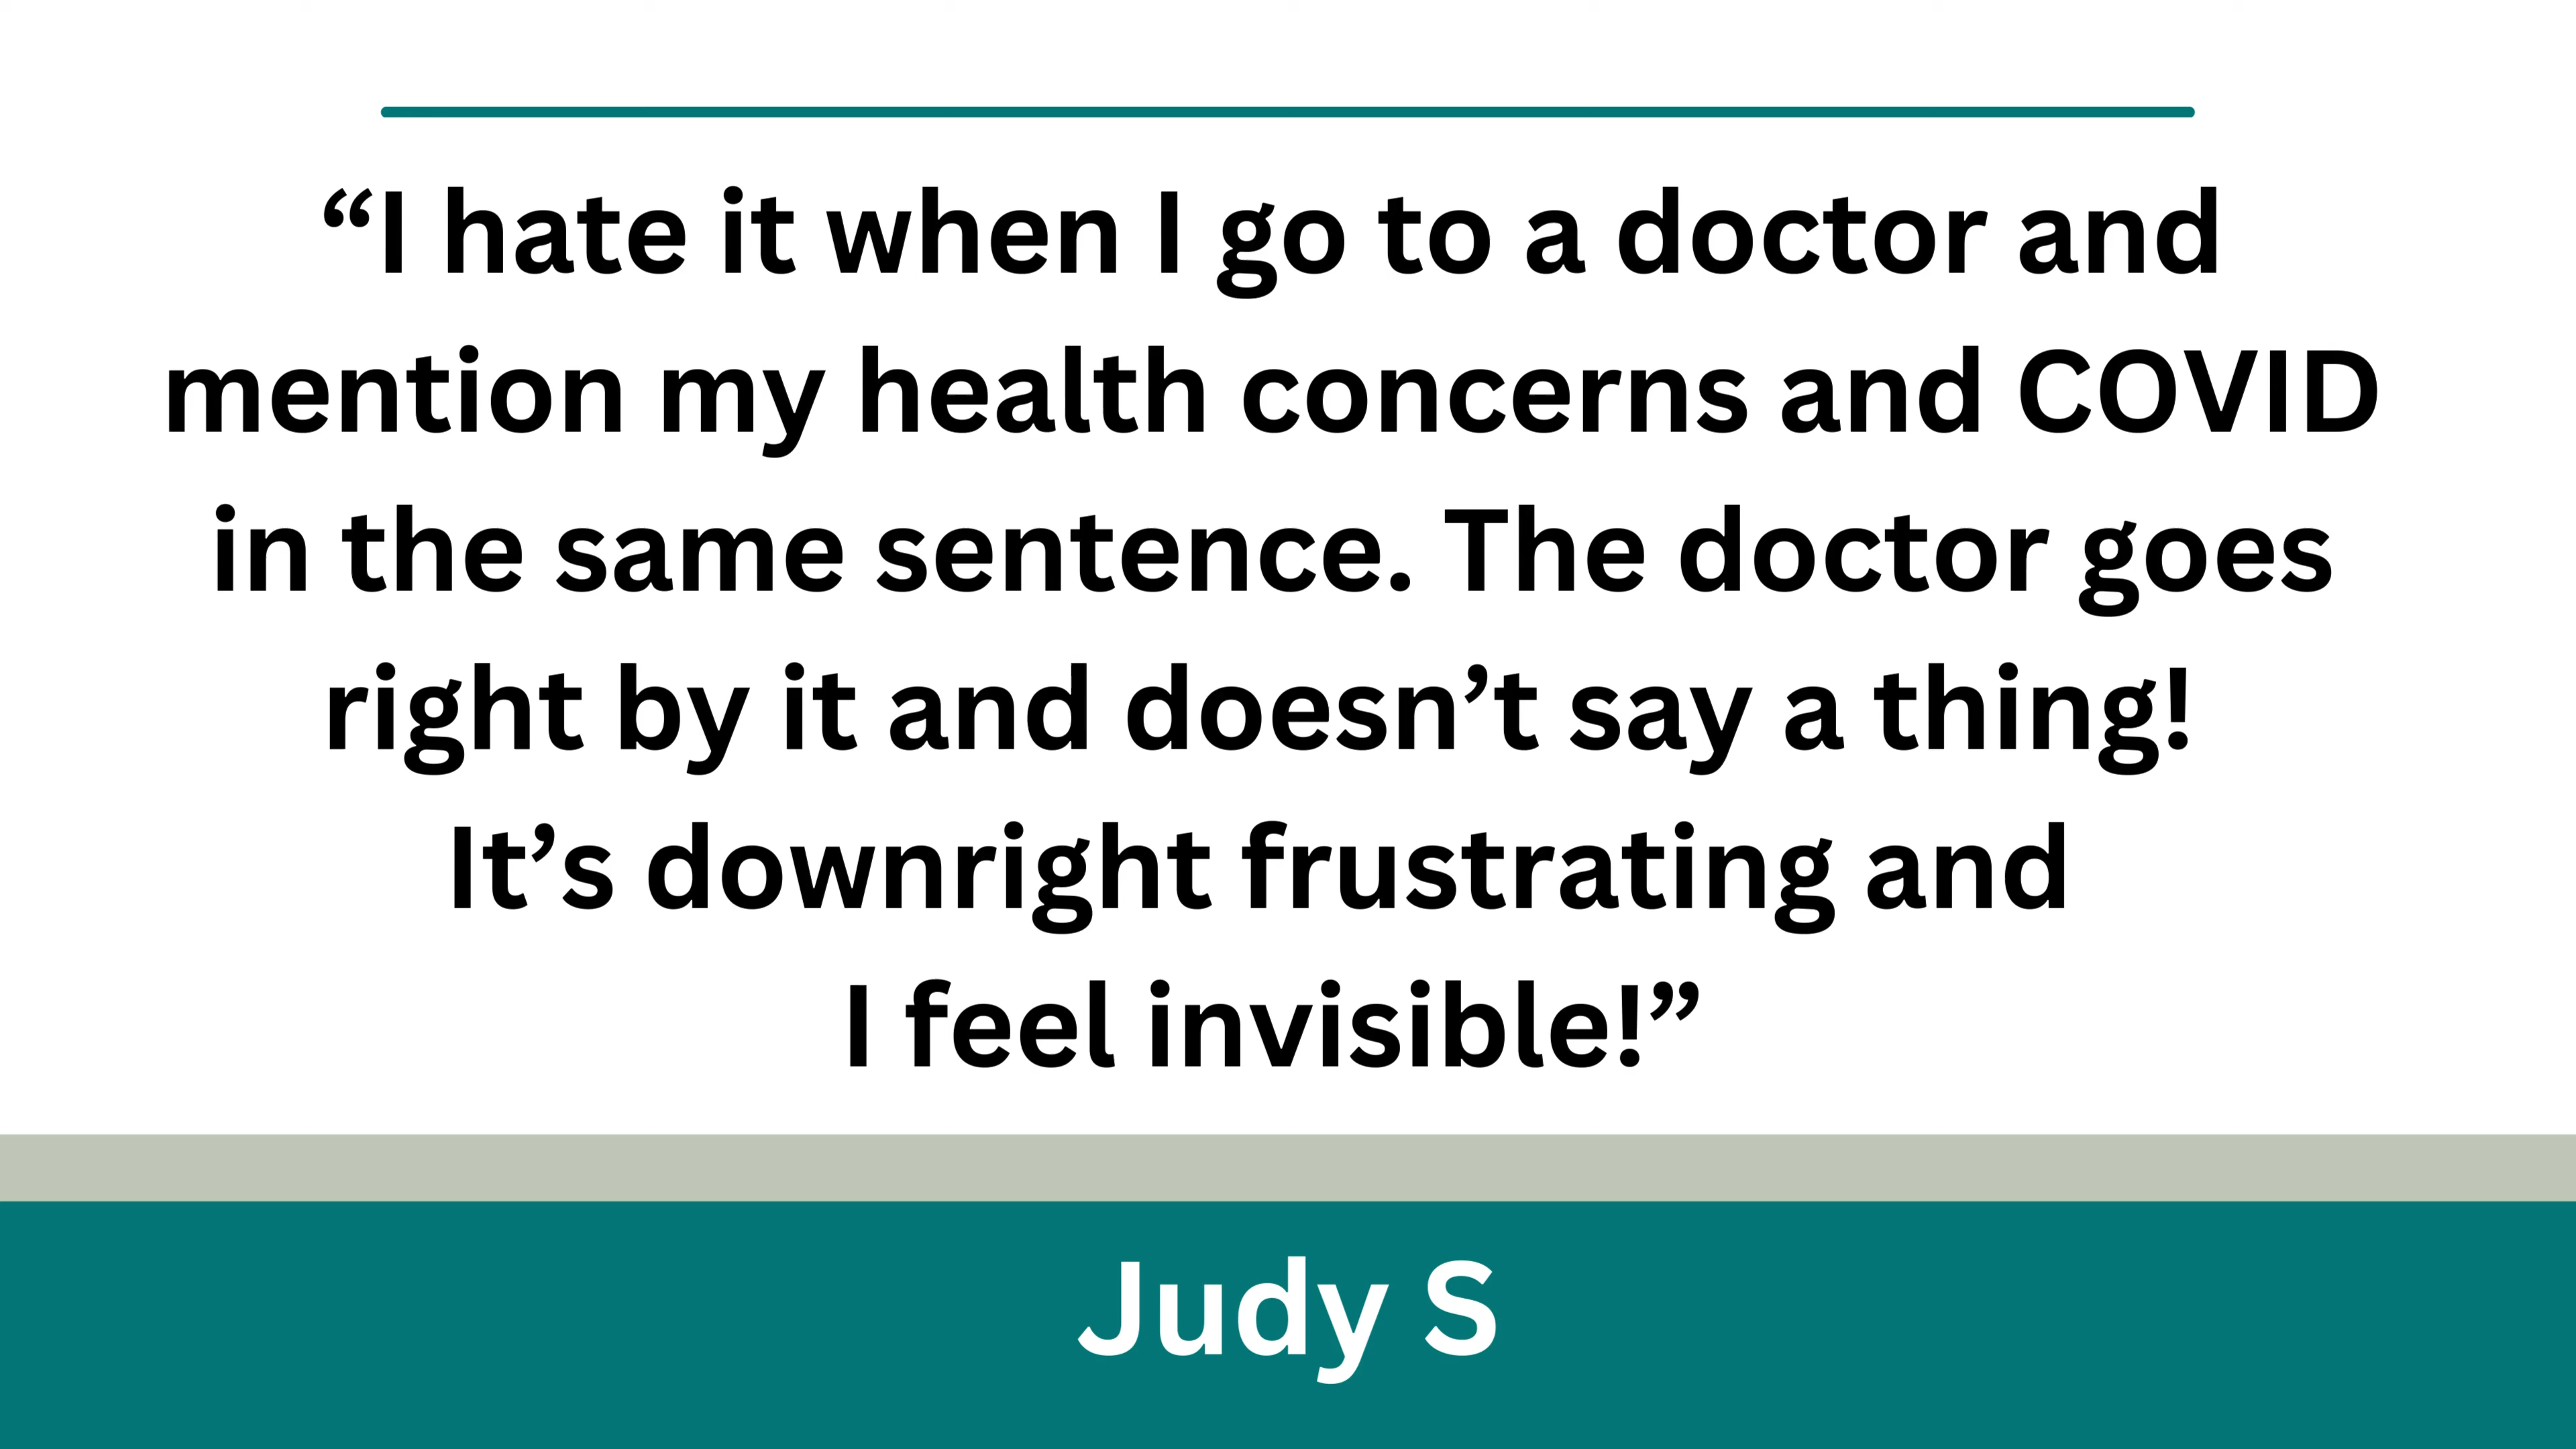 “I hate it when I go to a doctor and
mention my health concerns and COVID
in the same sentence. The doctor goes
right by it and doesn’t say a thing!
It’s downright frustrating and
I feel invisible!”
Judy S